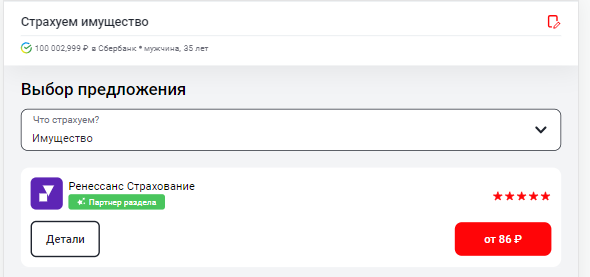 Страхуем имущество
100 002,999 ₽ в Сбербанк • мужчина, 35 лет
Выбор предложения
Что страхуем?
Имущество
Ренессанс Страхование
Партнер раздела
Детали
от 86 ₽